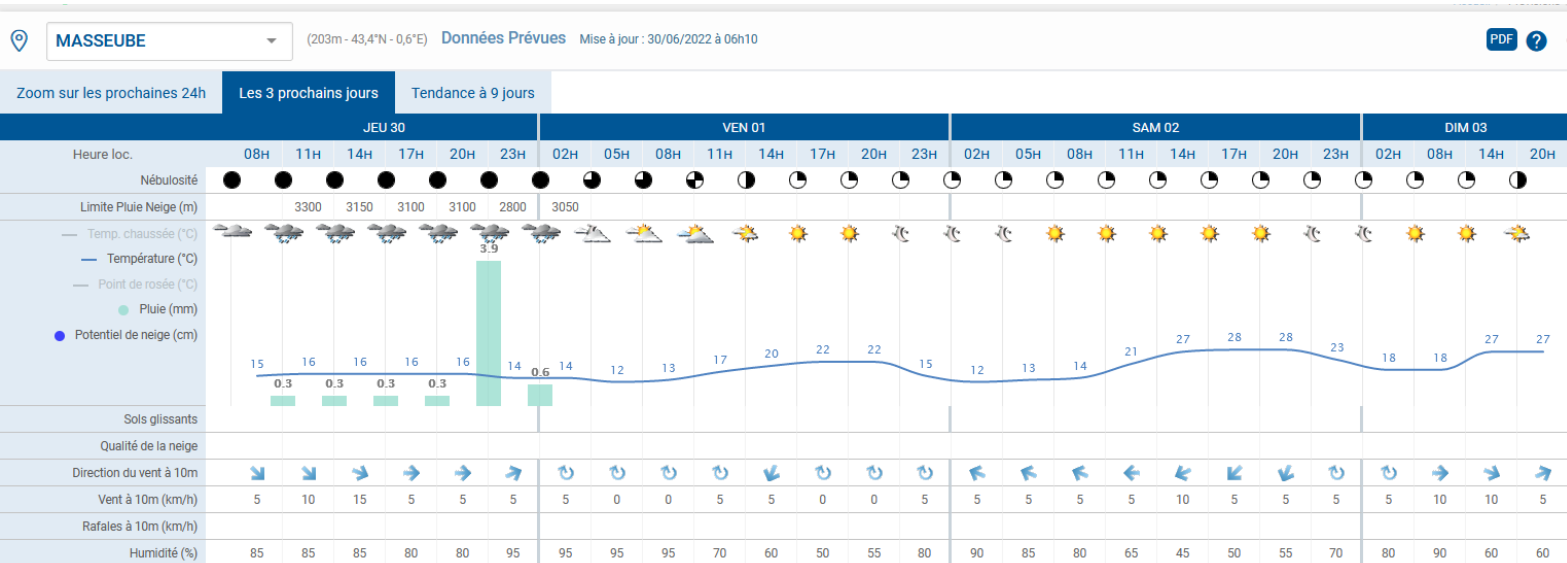 MASSEUBE (203m - 43,4°N - 0,6°E) Données Prévues Mise à jour : 30/06/2022 à 06h10 PDF ?
Zoom sur les prochaines 24h Les 3 prochains jours Tendance à 9 jours
JEU 30 VEN 01 SAM 02 DIM 03
Heure loc. 08H 11H 14H 17H 20H 23H 02H 05H 08H 11H 14H 17H 20H 23H 02H 05H 08H 11H 14H 17H 20H 23H 02H 08H 14H 20H
Nébulosité
Limite Pluie Neige (m) 3300 3150 3100 3100 2800 3050
Temp. chaussée (°C)
3.9
Température (°C)
Point de rosée (°C)
Pluie (mm)
Potentiel de neige (cm)
15 16 16 16 16 14 14 12 13 17 20 22 22 15 12 13 14 21 27 28 28 23 18 18 27 27
0.3 0.3 0.3 0.3 0.6
Sols glissants
Qualité de la neige
Direction du vent à 10m
Vent à 10m (km/h) 5 10 15 5 5 5 5 0 0 5 5 0 0 5 5 5 5 5 10 5 5 5 5 10 10 5
Rafales à 10m (km/h)
Humidité (%) 85 85 85 80 80 95 95 95 95 70 60 50 55 80 90 85 80 65 45 50 55 70 80 90 60 60